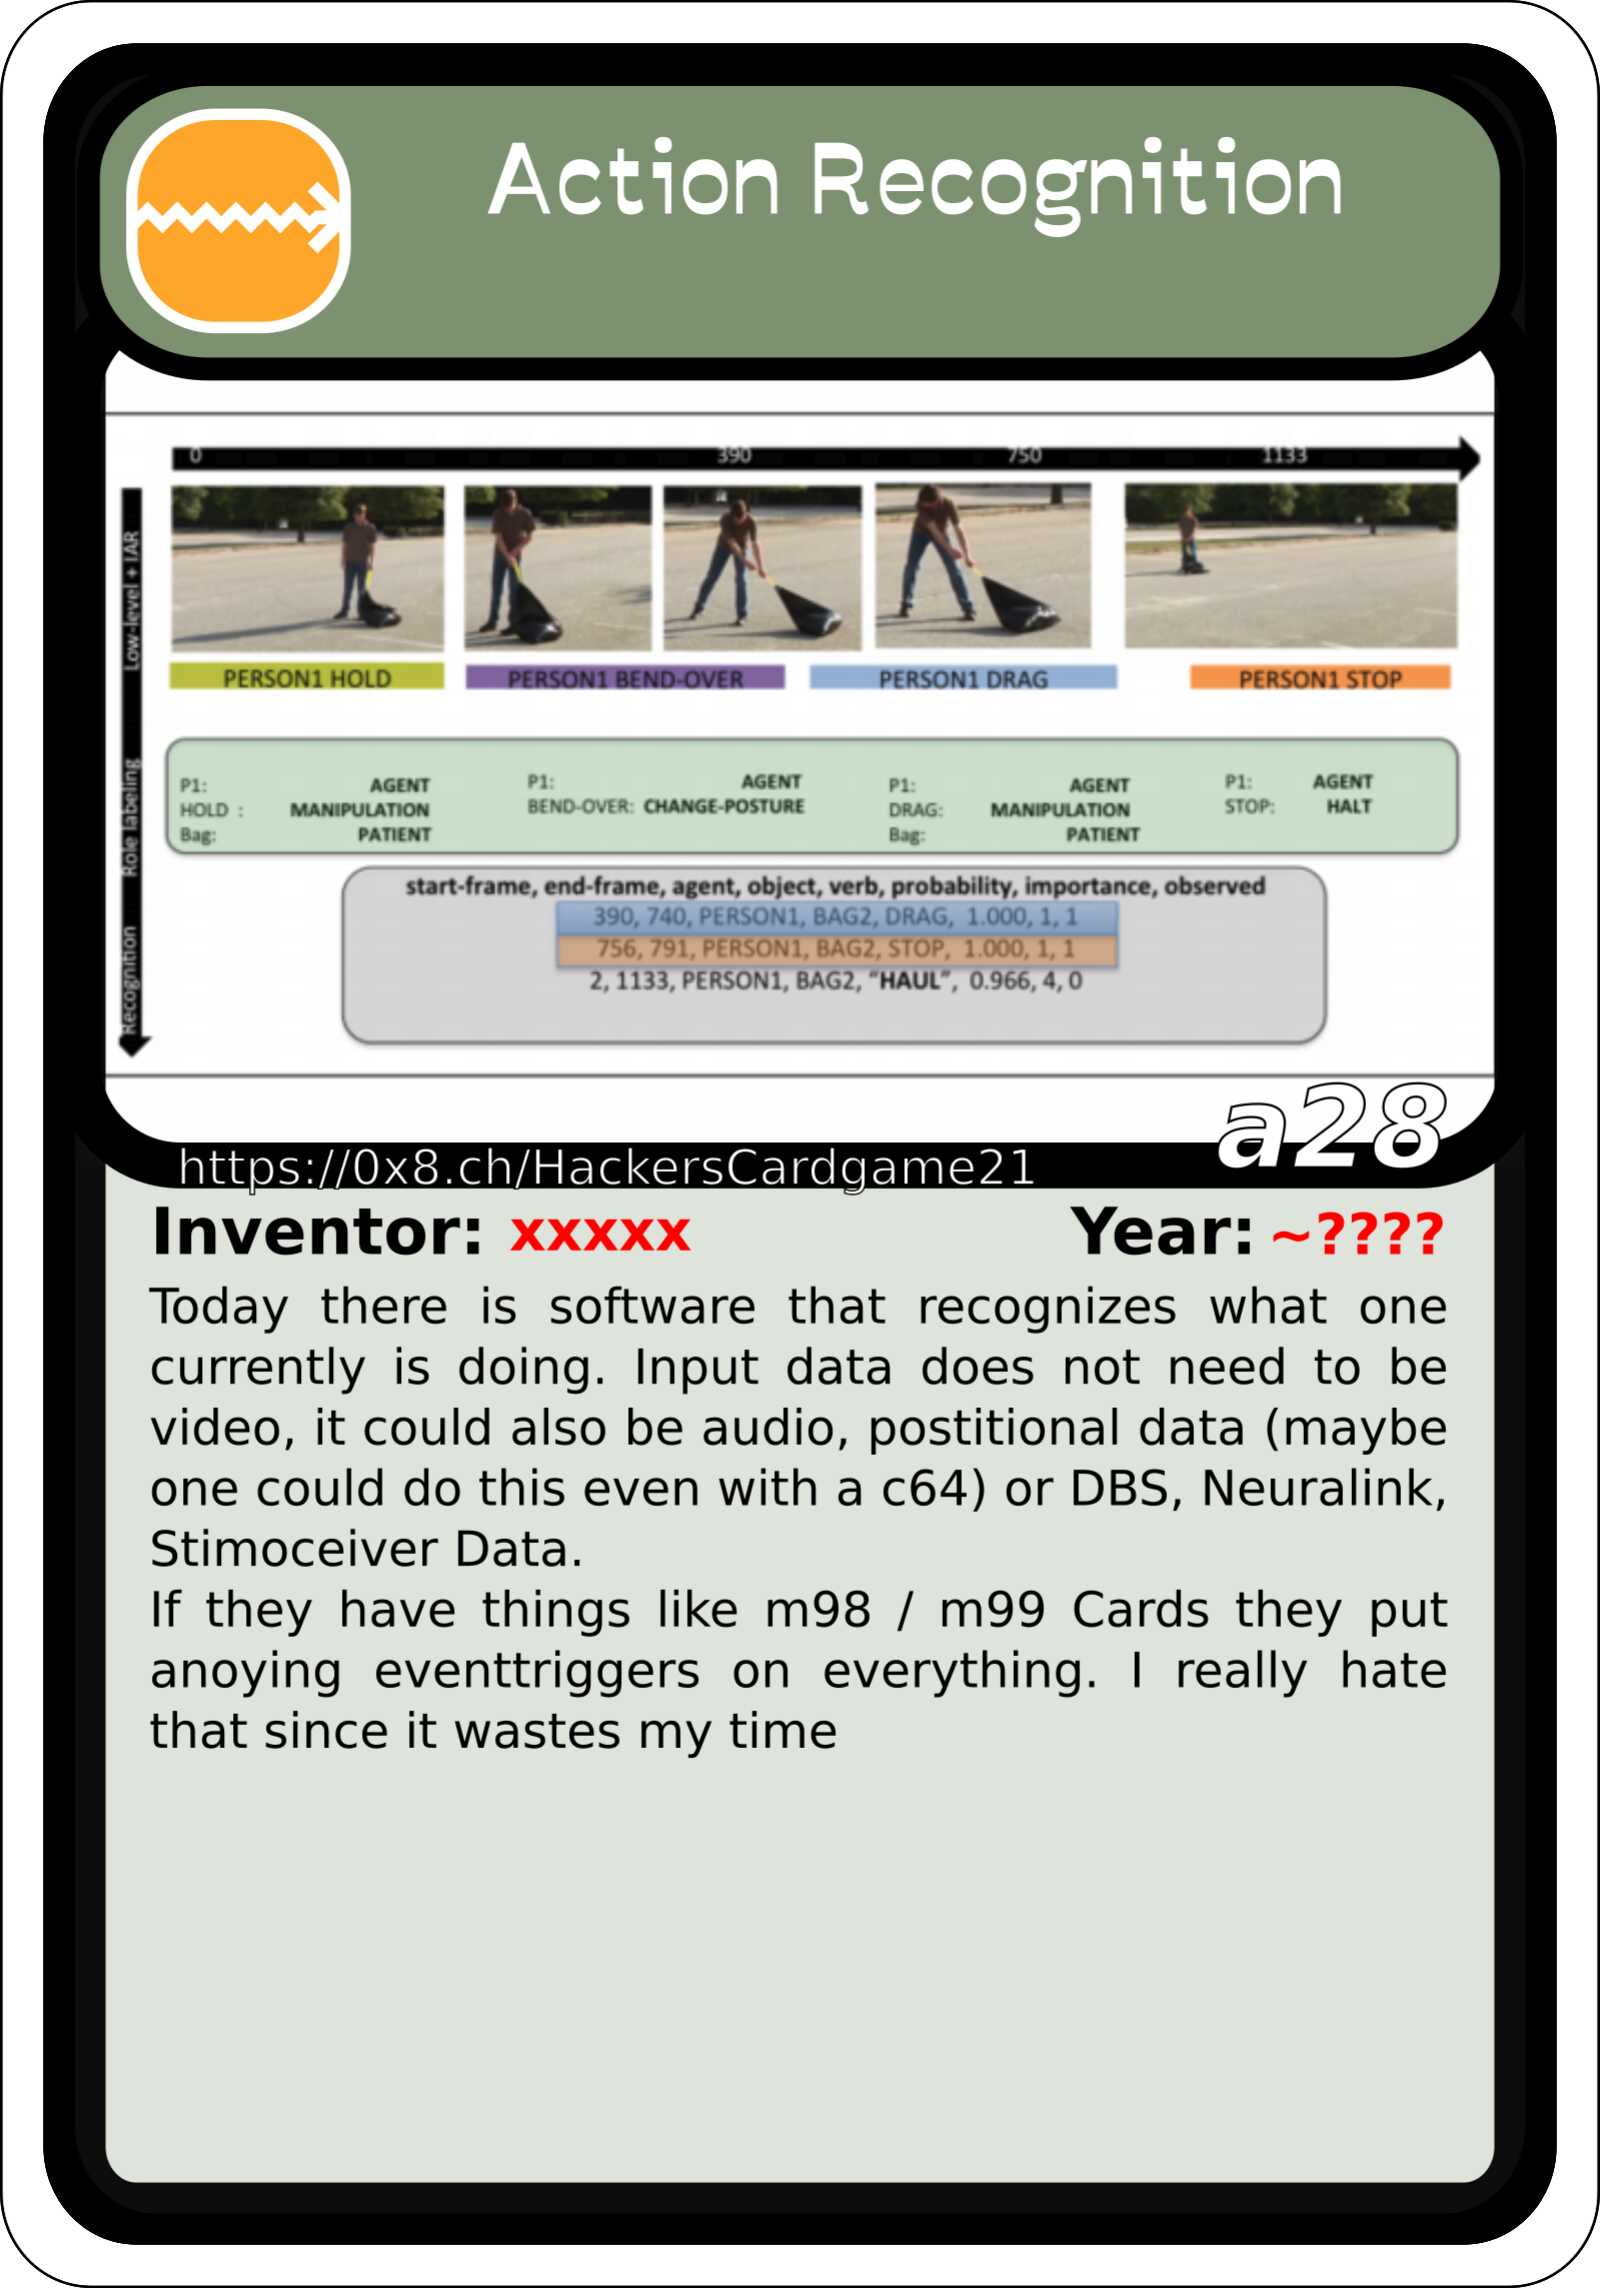 Action Recognition
0 390 750 1133
Low-level + IAR
PERSON1 HOLD PERSON1 BEND-OVER PERSON1 DRAG PERSON1 STOP
Role labeling
P1: AGENT P1: AGENT P1: AGENT P1: AGENT
HOLD : MANIPULATION BEND-OVER: CHANGE-POSTURE DRAG: MANIPULATION STOP: HALT
Bag: PATIENT Bag: PATIENT
Recognition
start-frame, end-frame, agent, object, verb, probability, importance, observed
390, 740, PERSON1, BAG2, DRAG, 1.000, 1, 1
756, 791, PERSON1, BAG2, STOP, 1.000, 1, 1
2, 1133, PERSON1, BAG2, “HAUL”, 0.966, 4, 0
a28
https://0x8.ch/HackersCardgame21
Inventor: xxxxx Year: ~????
Today there is software that recognizes what one
currently is doing. Input data does not need to be
video, it could also be audio, postitional data (maybe
one could do this even with a c64) or DBS, Neuralink,
Stimoceiver Data.
If they have things like m98 / m99 Cards they put
anoying eventtriggers on everything. I really hate
that since it wastes my time